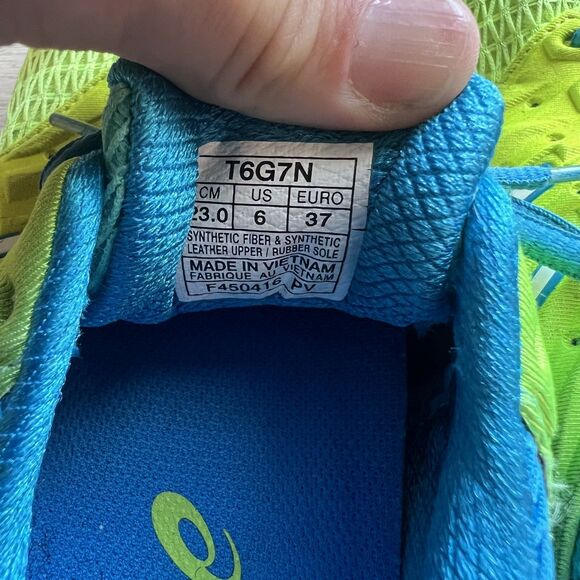 T6G7N
CM US EURO
23.0 6 37
SYNTHETIC FIBER & SYNTHETIC
LEATHER UPPER / RUBBER SOLE
MADE IN VIETNAM
FABRIQUE AU VIETNAM
F450416 PV